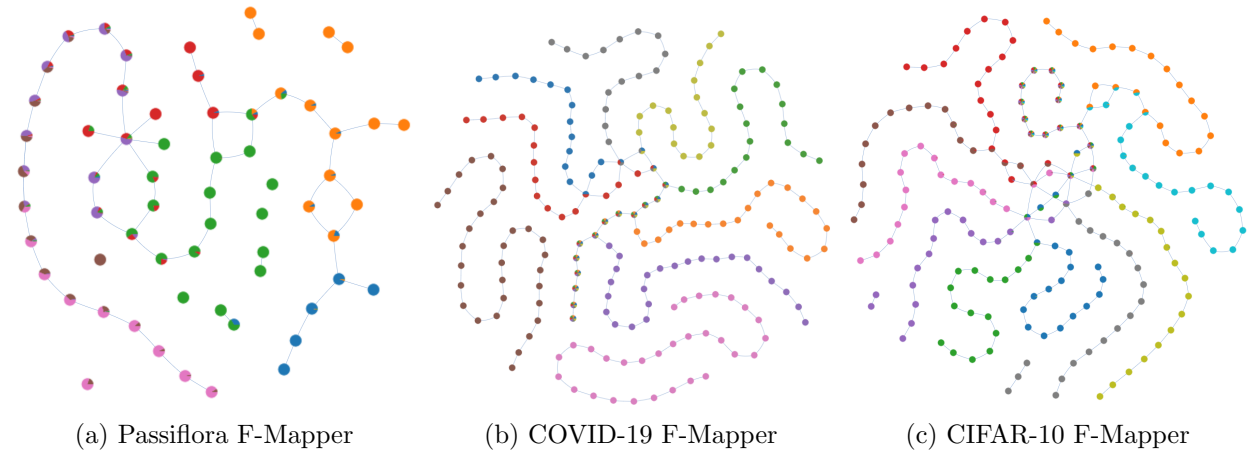 (a) Passiflora F-Mapper
(b) COVID-19 F-Mapper
(c) CIFAR-10 F-Mapper